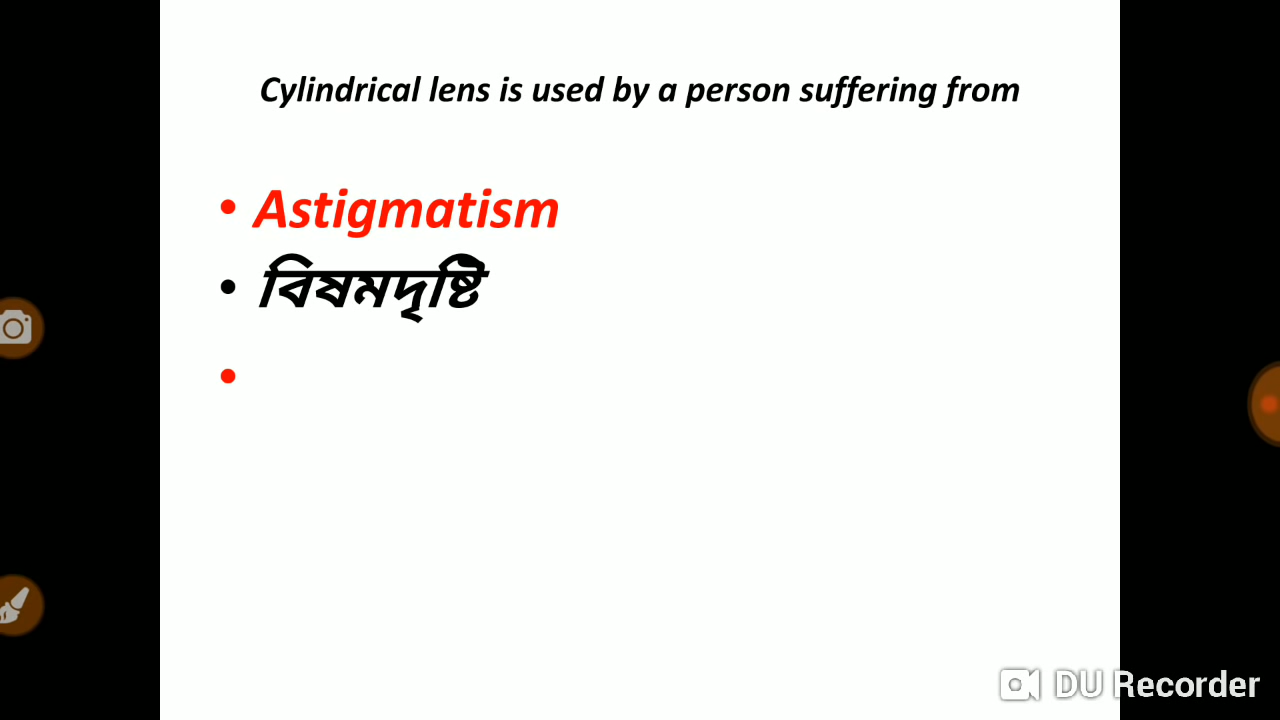 Cylindrical lens is used by a person suffering from
• Astigmatism
• বিষমদৃষ্টি
•
DU Recorder